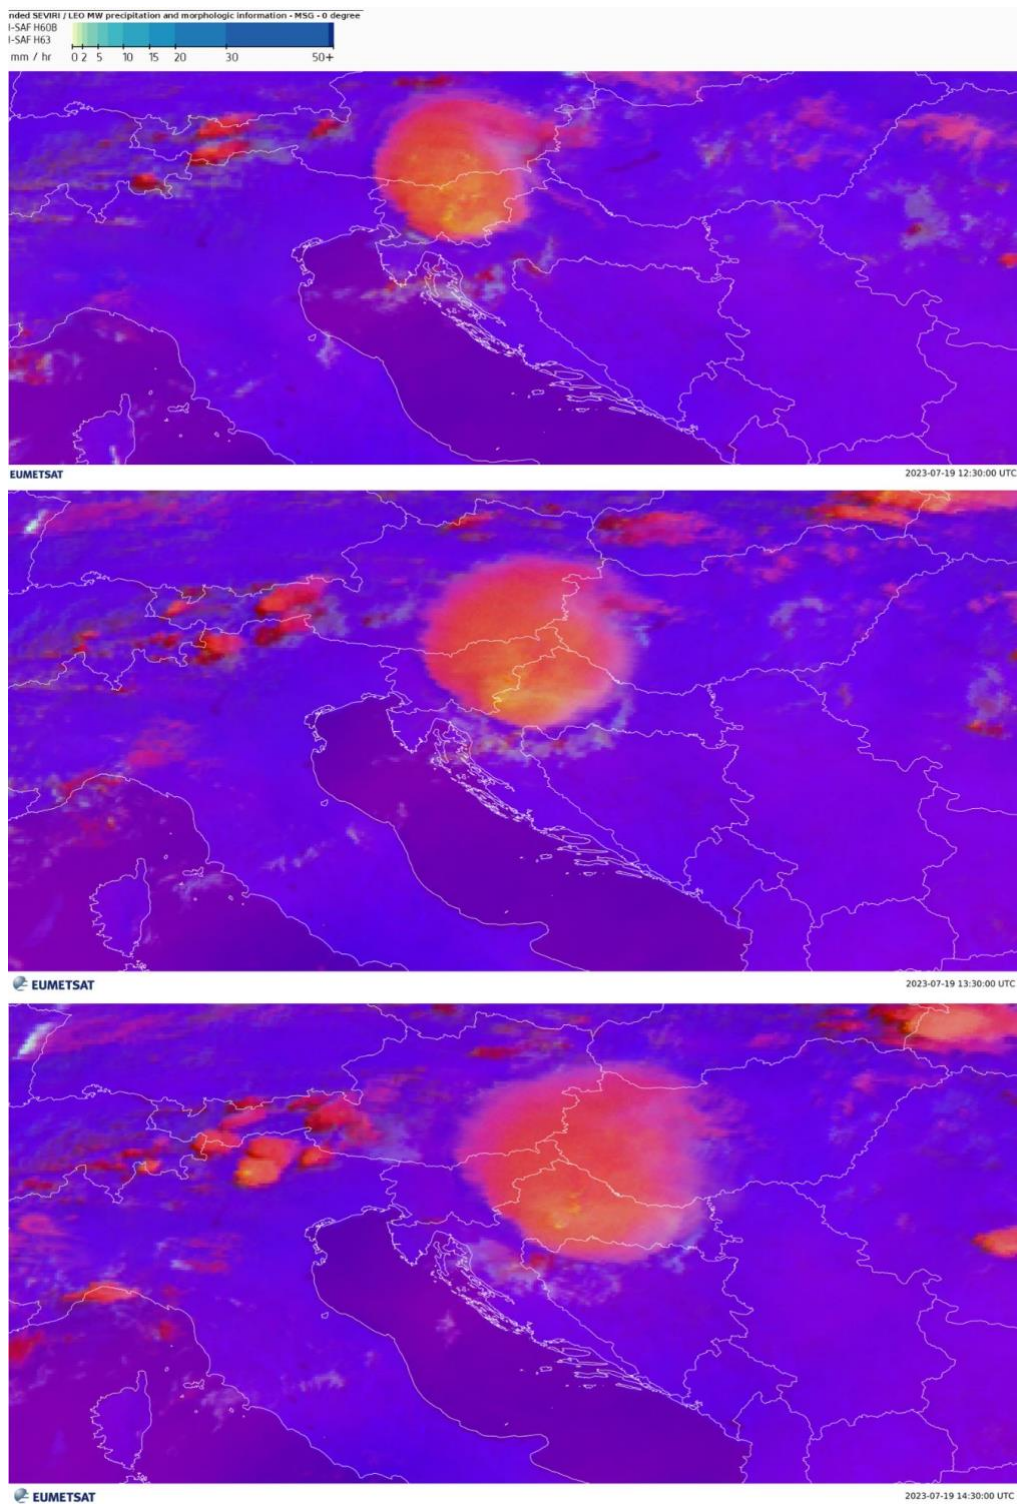 nded SEVIRI / LEO MW precipitation and morphologic information - MSG - 0 degree
I-SAF H60B
I-SAF H63
mm / hr 0 2 5 10 15 20 30 50+
EUMETSAT 2023-07-19 12:30:00 UTC
EUMETSAT 2023-07-19 13:30:00 UTC
EUMETSAT 2023-07-19 14:30:00 UTC